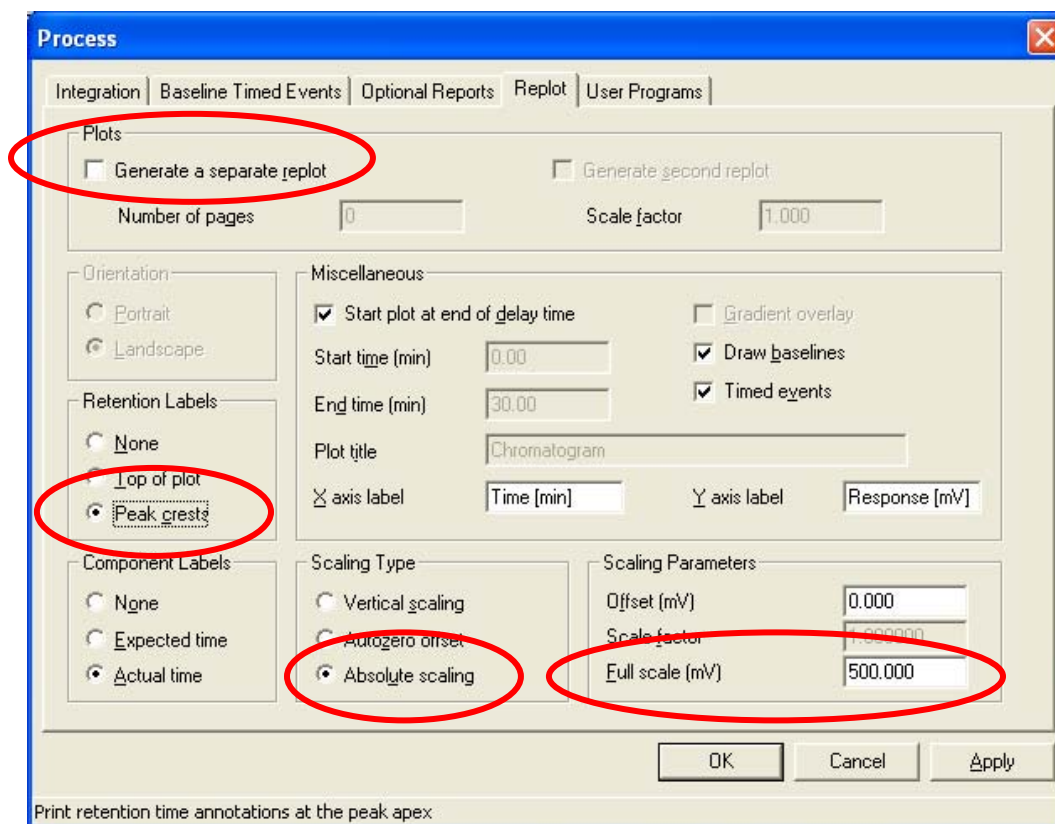 Process
Integration Baseline Timed Events Optional Reports Replot User Programs
Plots
Generate a separate replot
Generate second replot
Number of pages 0
Scale factor 1.000
Orientation
Portrait
Landscape
Miscellaneous
Start plot at end of delay time
Gradient overlay
Start time (min) 0.00
Draw baselines
End time (min) 30.00
Timed events
Plot title Chromatogram
X axis label Time [min]
Y axis label Response [mV]
Retention Labels
None
Top of plot
Peak crests
Component Labels
None
Expected time
Actual time
Scaling Type
Vertical scaling
Autozero offset
Absolute scaling
Scaling Parameters
Offset (mV) 0.000
Scale factor 1.000000
Full scale (mV) 500.000
OK Cancel Apply
Print retention time annotations at the peak apex